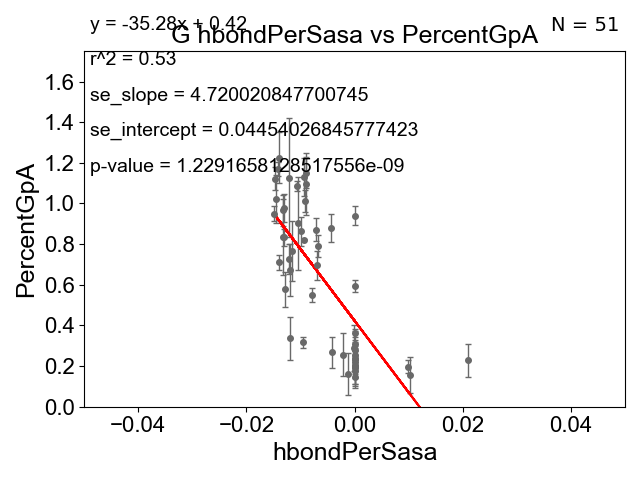 y = -35.28x + 0.42
N = 51
G hbondPerSasa vs PercentGpA
r^2 = 0.53
se_slope = 4.720020847700745
se_intercept = 0.04454026845777423
p-value = 1.2291658128517556e-09
PercentGpA
1.6
1.4
1.2
1.0
0.8
0.6
0.4
0.2
0.0
−0.04 −0.02 0.00 0.02 0.04
hbondPerSasa